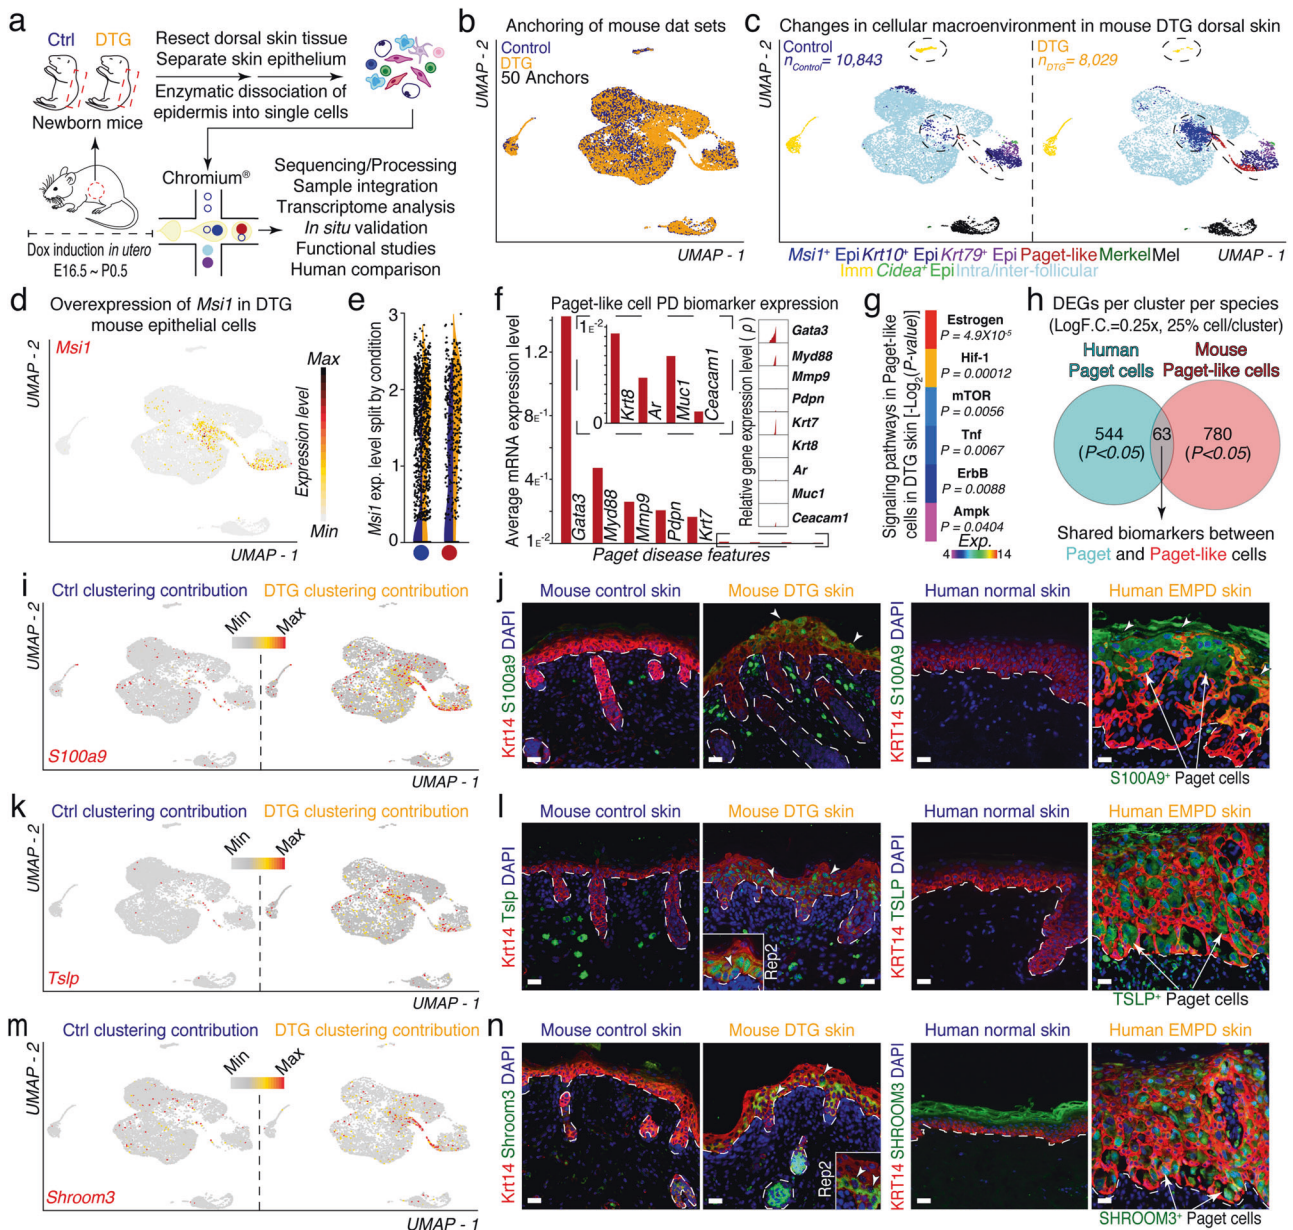 a
Ctrl DTG
Newborn mice
Resect dorsal skin tissue
Separate skin epithelium
Enzymatic dissociation of
epidermis into single cells
Chromium®
Dox induction in utero
E16.5 ~ P0.5
Sequencing/Processing
Sample integration
Transcriptome analysis
In situ validation
Functional studies
Human comparison
b Anchoring of mouse dat sets
Control
DTG
50 Anchors
UMAP - 2
UMAP - 1
c Changes in cellular macroenvironment in mouse DTG dorsal skin
Control
nControl= 10,843
DTG
nDTG= 8,029
UMAP - 2
UMAP - 1
Msi1+ Epi Krt10+ Epi Krt79+ Epi Paget-like Merkel Mel
Imm Cidea+ Epi Intra/inter-follicular
d Overexpression of Msi1 in DTG
mouse epithelial cells
Msi1
UMAP - 2
UMAP - 1
Max
Expression level
Min
e
Msi1 exp. level split by condition
3
2
1
0
f Paget-like cell PD biomarker expression
Average mRNA expression level
1.2
8E-1
4E-1
1E-2
Gata3
Myd88
Mmp9
Pdpn
Krt7
Paget disease features
1E-2
0
Krt8
Ar
Muc1
Ceacam1
Relative gene expression level (ρ)
Gata3
Myd88
Mmp9
Pdpn
Krt7
Krt8
Ar
Muc1
Ceacam1
g
Signaling pathways in Paget-like
cells in DTG skin [-Log2(P-value)]
Estrogen
P = 4.9X10-5
Hif-1
P = 0.00012
mTOR
P = 0.0056
Tnf
P = 0.0067
ErbB
P = 0.0088
Ampk
P = 0.0404
Exp.
4 14
h DEGs per cluster per species
(LogF.C.=0.25x, 25% cell/cluster)
Human
Paget cells
Mouse
Paget-like cells
544
(P<0.05)
63
780
(P<0.05)
Shared biomarkers between
Paget and Paget-like cells
i Ctrl clustering contribution DTG clustering contribution
Min Max
UMAP - 2
S100a9
UMAP - 1
j Mouse control skin Mouse DTG skin Human normal skin Human EMPD skin
Krt14 S100a9 DAPI
KRT14 S100A9 DAPI
S100A9+ Paget cells
k Ctrl clustering contribution DTG clustering contribution
Min Max
UMAP - 2
Tslp
UMAP - 1
l Mouse control skin Mouse DTG skin Human normal skin Human EMPD skin
Krt14 Tslp DAPI
Rep2
KRT14 TSLP DAPI
TSLP+ Paget cells
m Ctrl clustering contribution DTG clustering contribution
Min Max
UMAP - 2
Shroom3
UMAP - 1
n Mouse control skin Mouse DTG skin Human normal skin Human EMPD skin
Krt14 Shroom3 DAPI
Rep2
KRT14 SHROOM3 DAPI
SHROOM3+ Paget cells